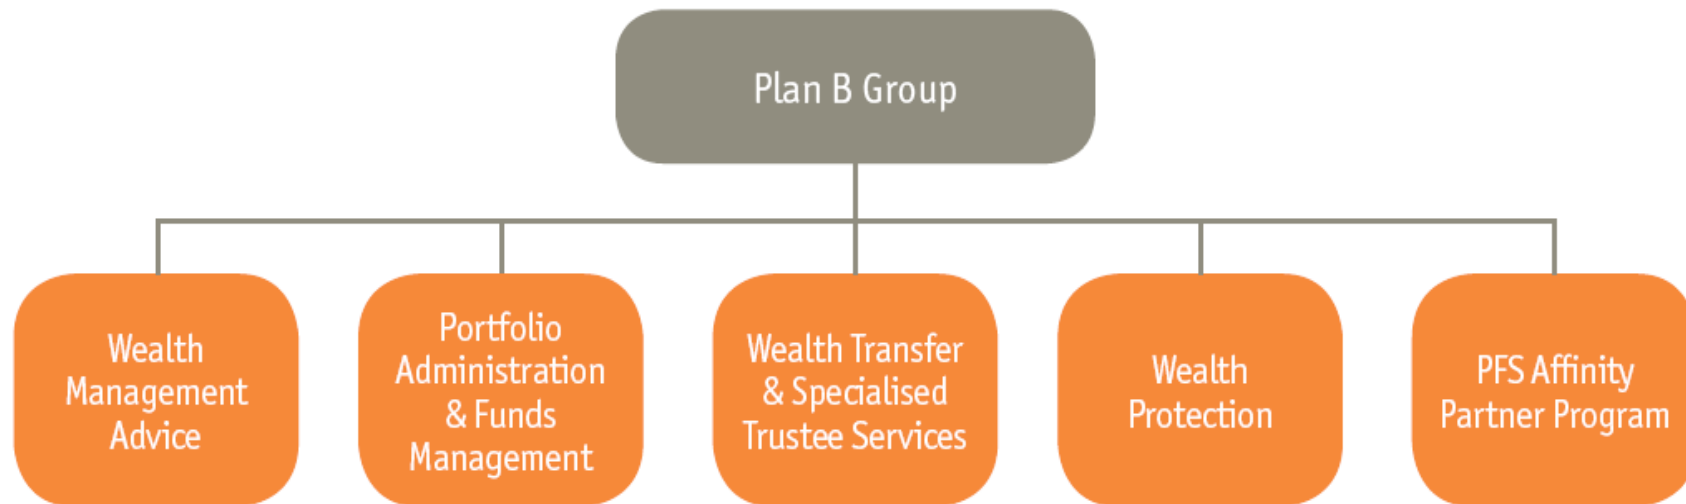 Plan B Group
Wealth
Management
Advice
Portfolio
Administration
& Funds
Management
Wealth Transfer
& Specialised
Trustee Services
Wealth
Protection
PFS Affinity
Partner Program